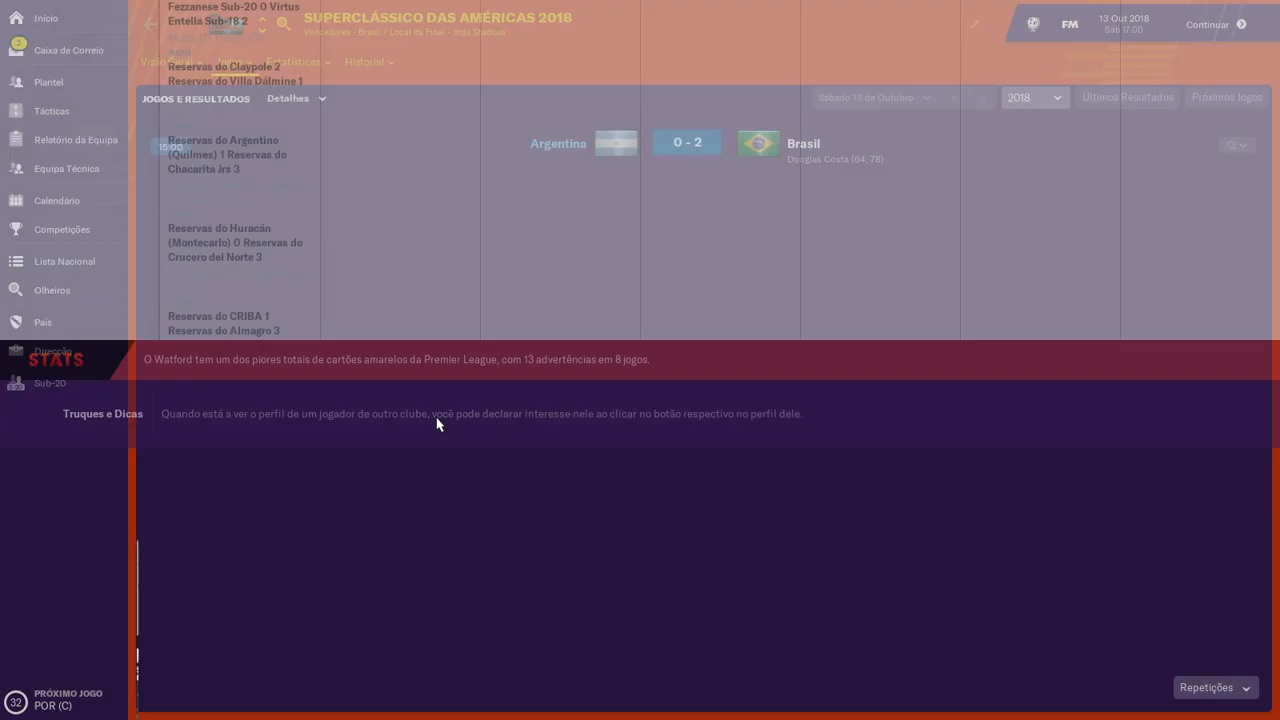 Início
2
Caixa de Correio
Plantel
Tácticas
Relatório da Equipa
Equipa Técnica
Calendário
Competições
Lista Nacional
Olheiros
País
Direcção
Sub-20
32
PRÓXIMO JOGO
POR (C)
Fezzanese Sub-20 0 Virtus
Entella Sub-18 2
SUPERCLÁSSICO DAS AMÉRICAS 2018
Vencedores - Brasil / Local da Final - Jinju Stadium
FM
13 Out 2018
Sáb 17:00
Continuar
Visão Geral
Jogos
Estatísticas
Historial
Reservas do Claypole 2
Reservas do Villa Dálmine 1
JOGOS E RESULTADOS
Detalhes
Sábado 13 de Outubro
2018
Últimos Resultados
Próximos Jogos
15:00
Argentina
0 - 2
Brasil
Douglas Costa (64, 78)
Reservas do Argentino
(Quilmes) 1 Reservas do
Chacarita Jrs 3
Reservas do Huracán
(Montecarlo) 0 Reservas do
Crucero del Norte 3
Reservas do CRIBA 1
Reservas do Almagro 3
STATS
O Watford tem um dos piores totais de cartões amarelos da Premier League, com 13 advertências em 8 jogos.
Truques e Dicas
Quando está a ver o perfil de um jogador de outro clube, você pode declarar interesse nele ao clicar no botão respectivo no perfil dele.
Repetições